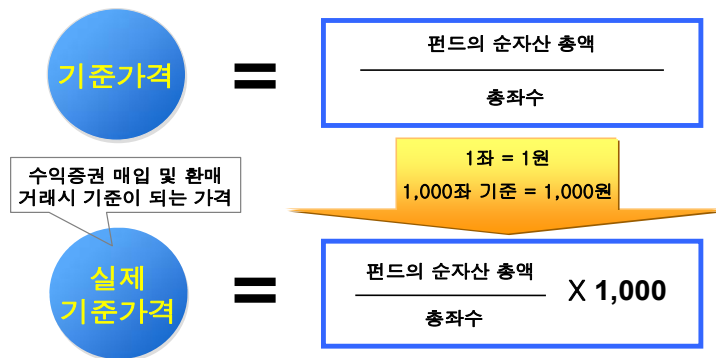 기준가격
=
펀드의 순자산 총액
총좌수
1좌 = 1원
1,000좌 기준 = 1,000원
수익증권 매입 및 환매
거래시 기준이 되는 가격
실제
기준가격
=
펀드의 순자산 총액
총좌수
X 1,000